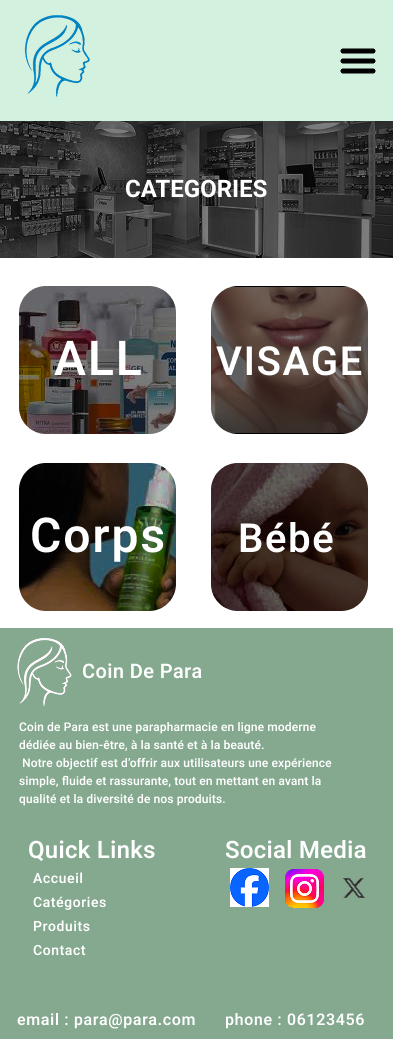 CATEGORIES
ALL
VISAGE
Corps
Bébé
Coin De Para
Coin de Para est une parapharmacie en ligne moderne
dédiée au bien-être, à la santé et à la beauté.
Notre objectif est d'offrir aux utilisateurs une expérience
simple, fluide et rassurante, tout en mettant en avant la
qualité et la diversité de nos produits.
Quick Links
Social Media
Accueil
Catégories
Produits
Contact
email : para@para.com
phone : 06123456